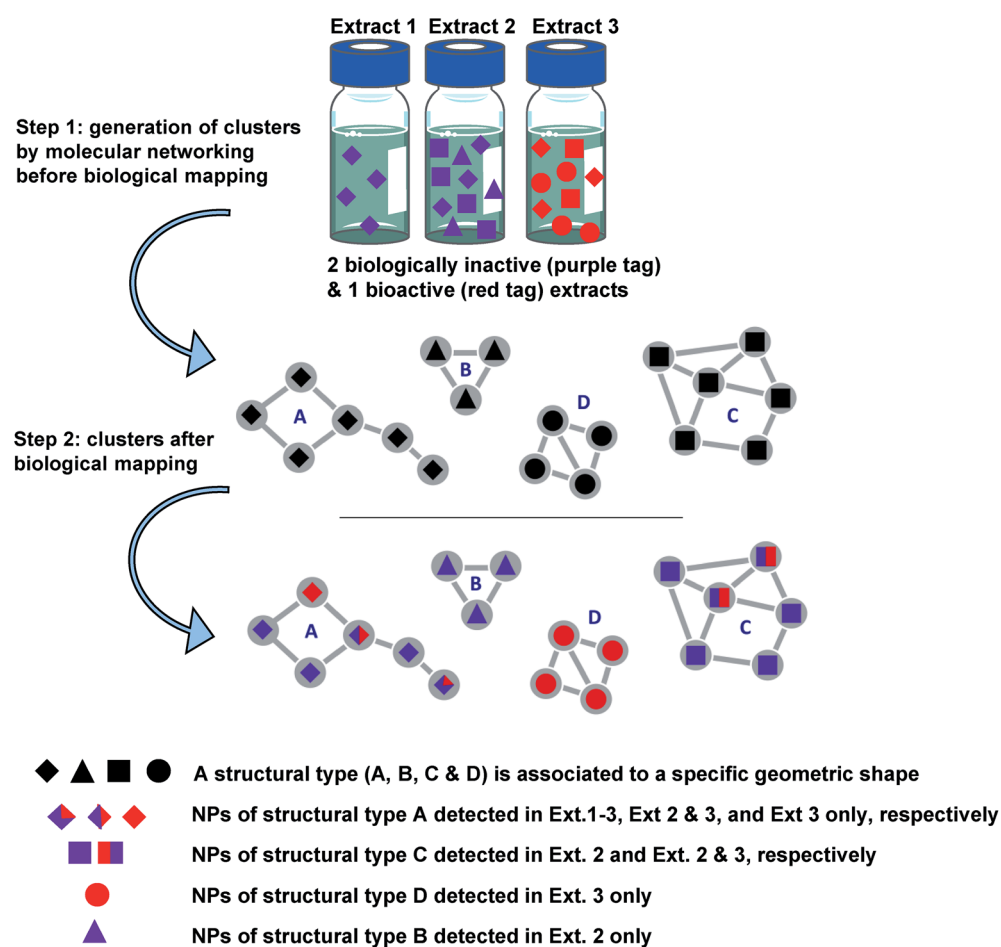 Extract 1 Extract 2 Extract 3
Step 1: generation of clusters
by molecular networking
before biological mapping
2 biologically inactive (purple tag)
& 1 bioactive (red tag) extracts
B
A
D
C
Step 2: clusters after
biological mapping
B
A
D
C
A structural type (A, B, C & D) is associated to a specific geometric shape
NPs of structural type A detected in Ext.1-3, Ext 2 & 3, and Ext 3 only, respectively
NPs of structural type C detected in Ext. 2 and Ext. 2 & 3, respectively
NPs of structural type D detected in Ext. 3 only
NPs of structural type B detected in Ext. 2 only